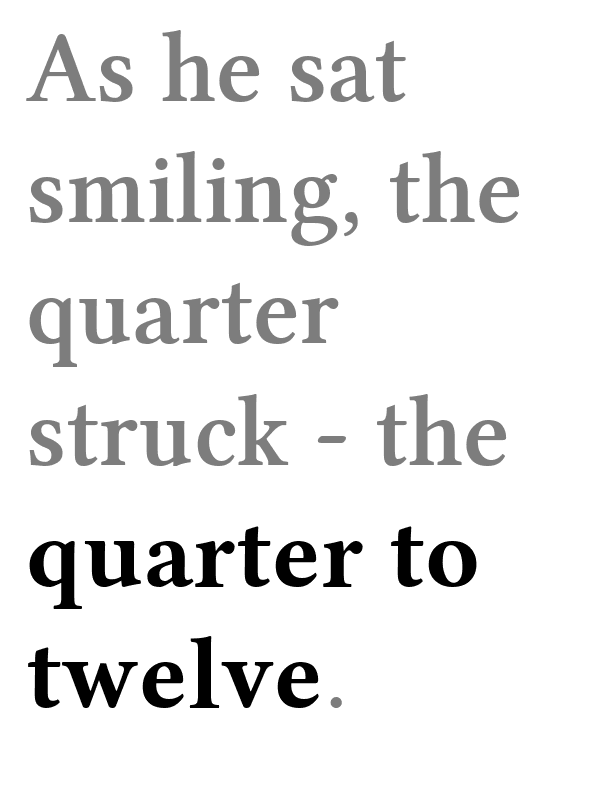 As he sat
smiling, the
quarter
struck - the
quarter to
twelve.